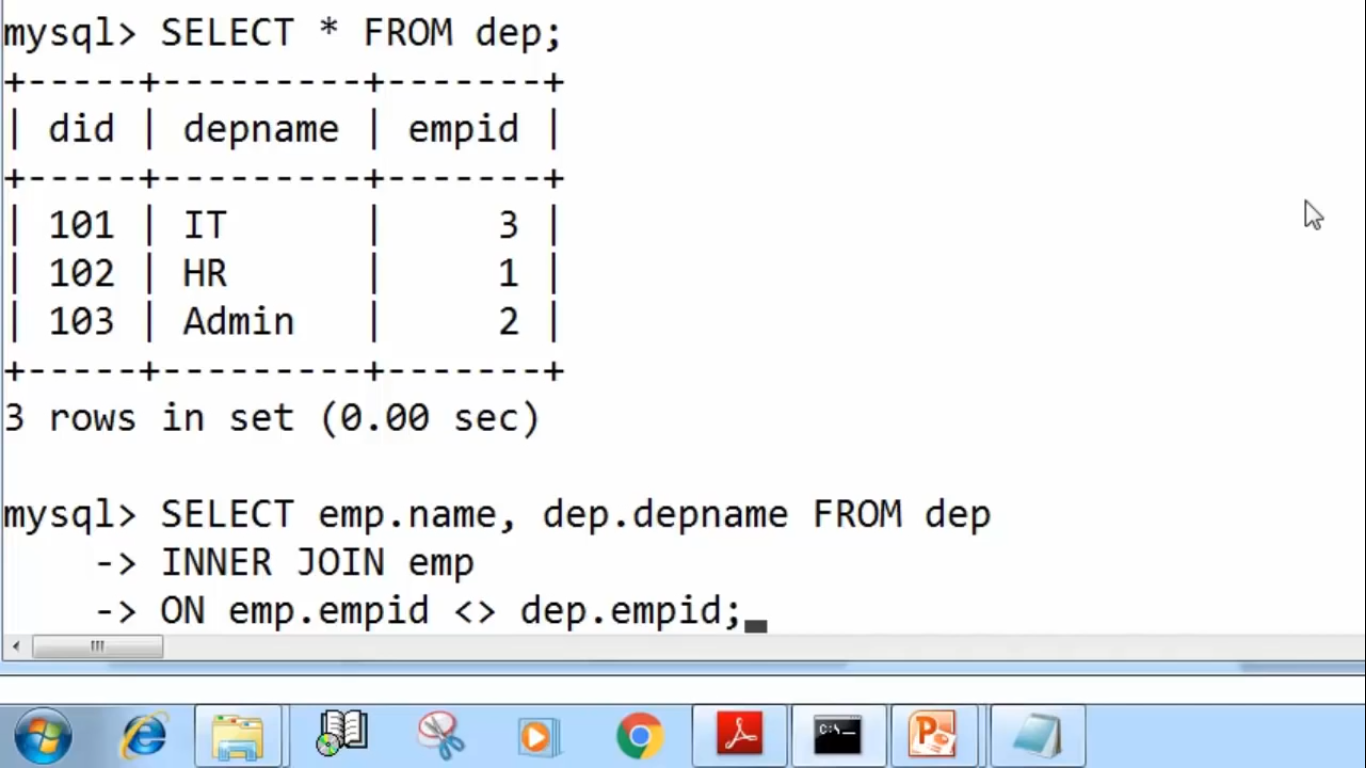 mysql> SELECT * FROM dep;
+-----+---------+-------+
| did | depname | empid |
+-----+---------+-------+
| 101 | IT      |     3 |
| 102 | HR      |     1 |
| 103 | Admin   |     2 |
+-----+---------+-------+
3 rows in set (0.00 sec)
mysql> SELECT emp.name, dep.depname FROM dep
    -> INNER JOIN emp
    -> ON emp.empid <> dep.empid;